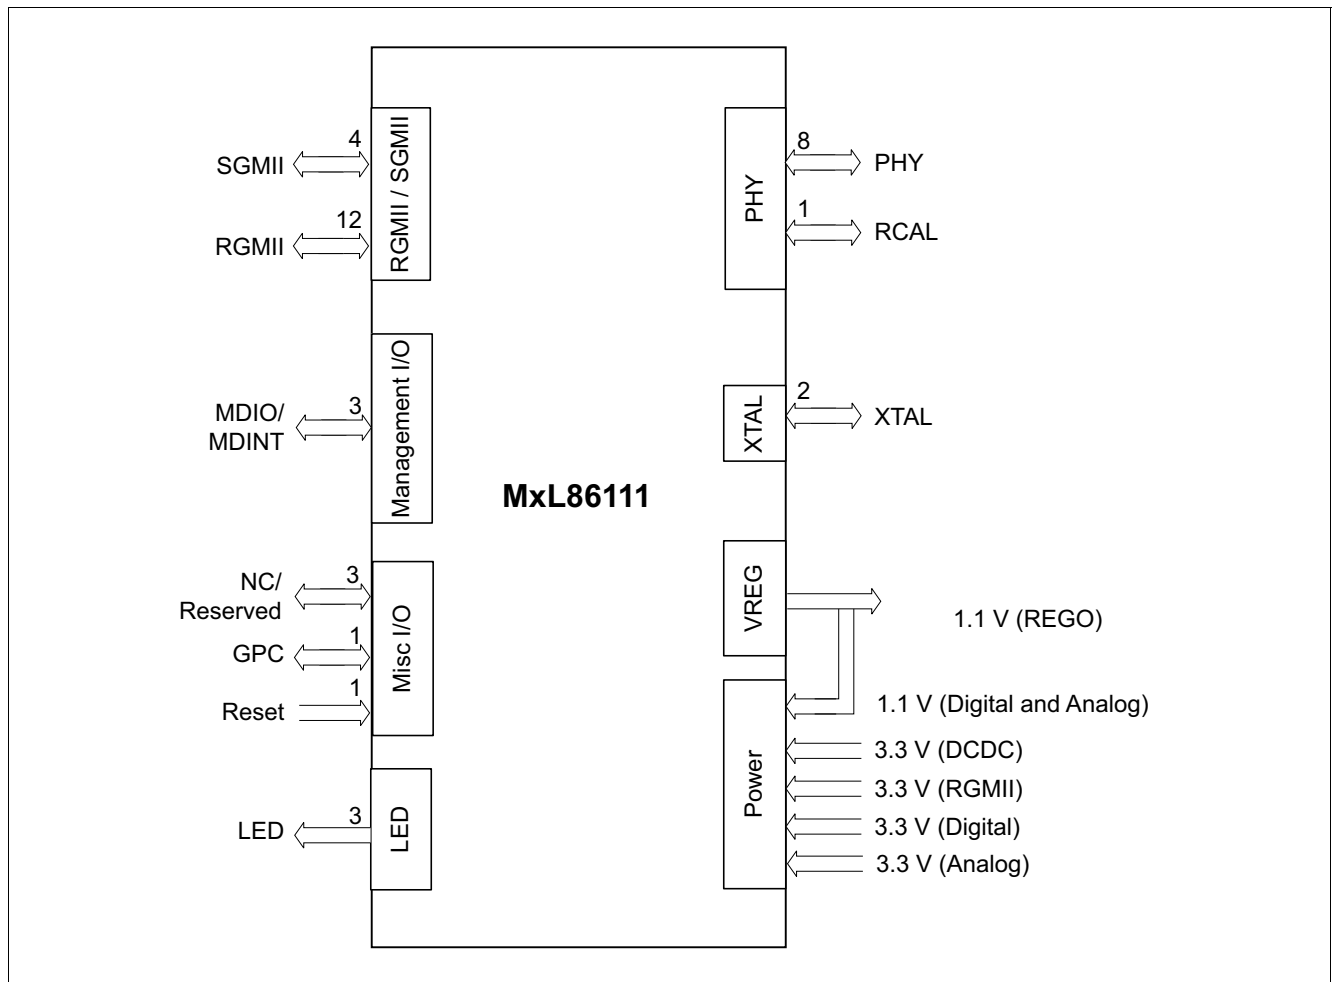 4
SGMII
12
RGMII
RGMII / SGMII
3
MDIO/
MDINT
Management I/O
3
NC/
Reserved
1
GPC
1
Reset
Misc I/O
3
LED
LED
MxL86111
PHY
8
PHY
1
RCAL
XTAL
2
XTAL
VREG
1.1 V (REGO)
Power
1.1 V (Digital and Analog)
3.3 V (DCDC)
3.3 V (RGMII)
3.3 V (Digital)
3.3 V (Analog)